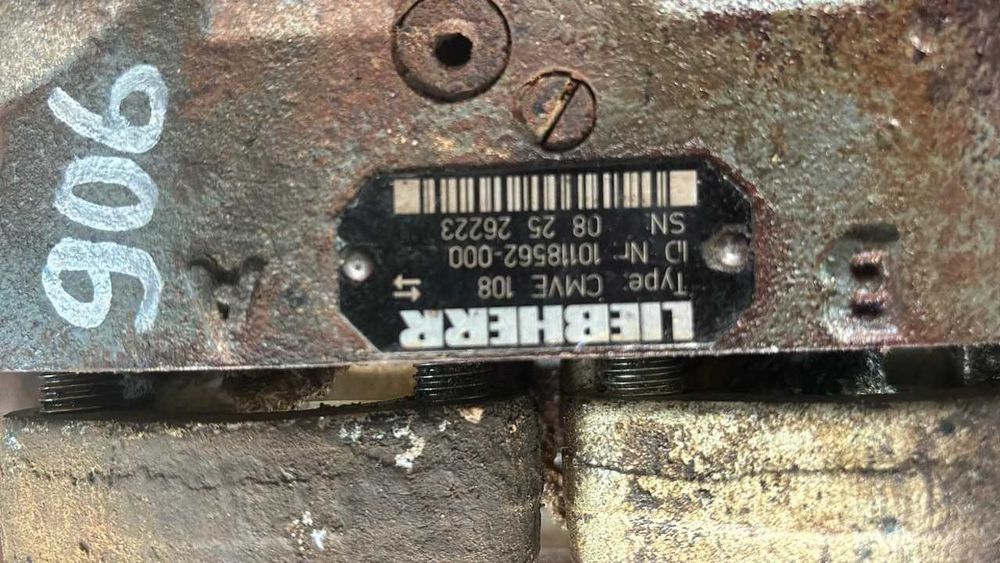 LIEBHERR
Type: CMVE 108
ID Nr 10118562-000
SN: 08 25 26223
A
B
906